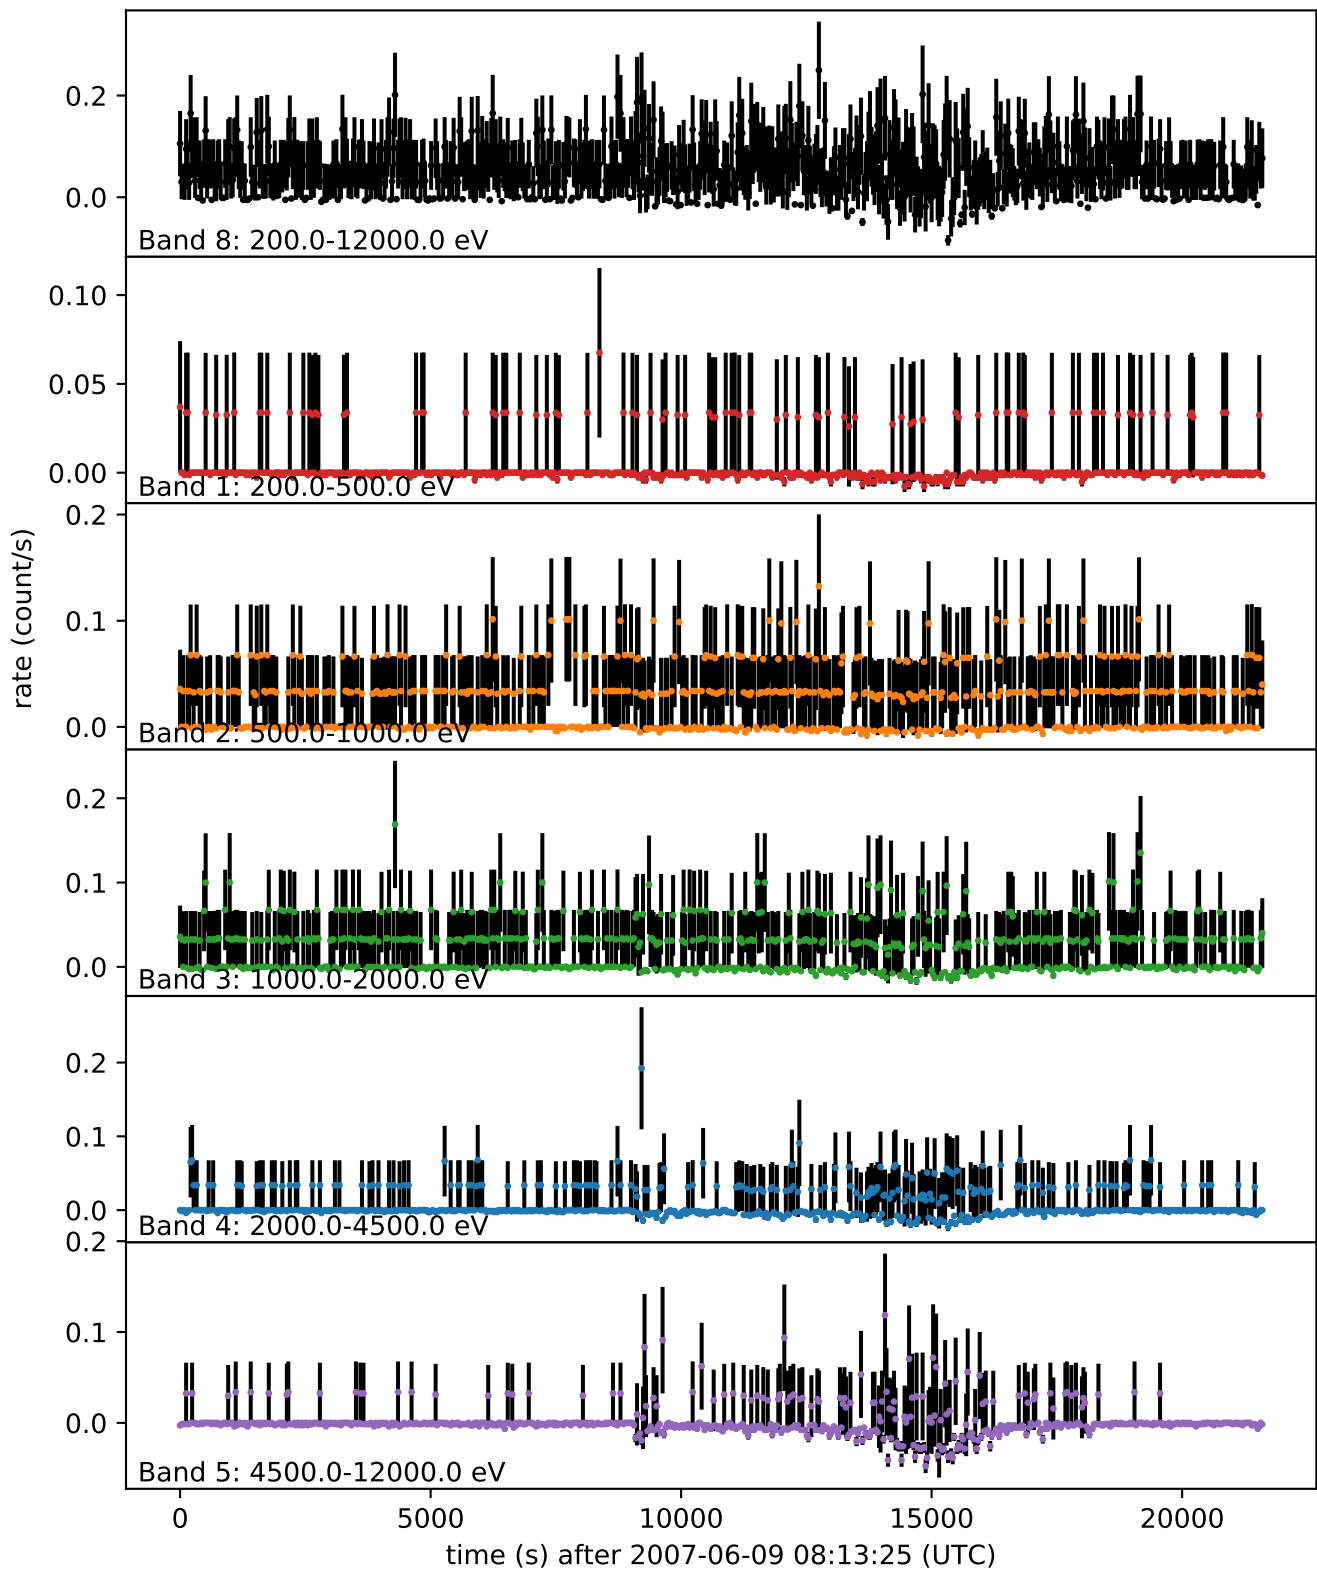 0.2
0.0
Band 8: 200.0-12000.0 eV
0.10
0.05
0.00
Band 1: 200.0-500.0 eV
0.2
0.1
0.0
Band 2: 500.0-1000.0 eV
rate (count/s)
0.2
0.1
0.0
Band 3: 1000.0-2000.0 eV
0.2
0.1
0.0
Band 4: 2000.0-4500.0 eV
0.2
0.1
0.0
Band 5: 4500.0-12000.0 eV
0 5000 10000 15000 20000
time (s) after 2007-06-09 08:13:25 (UTC)